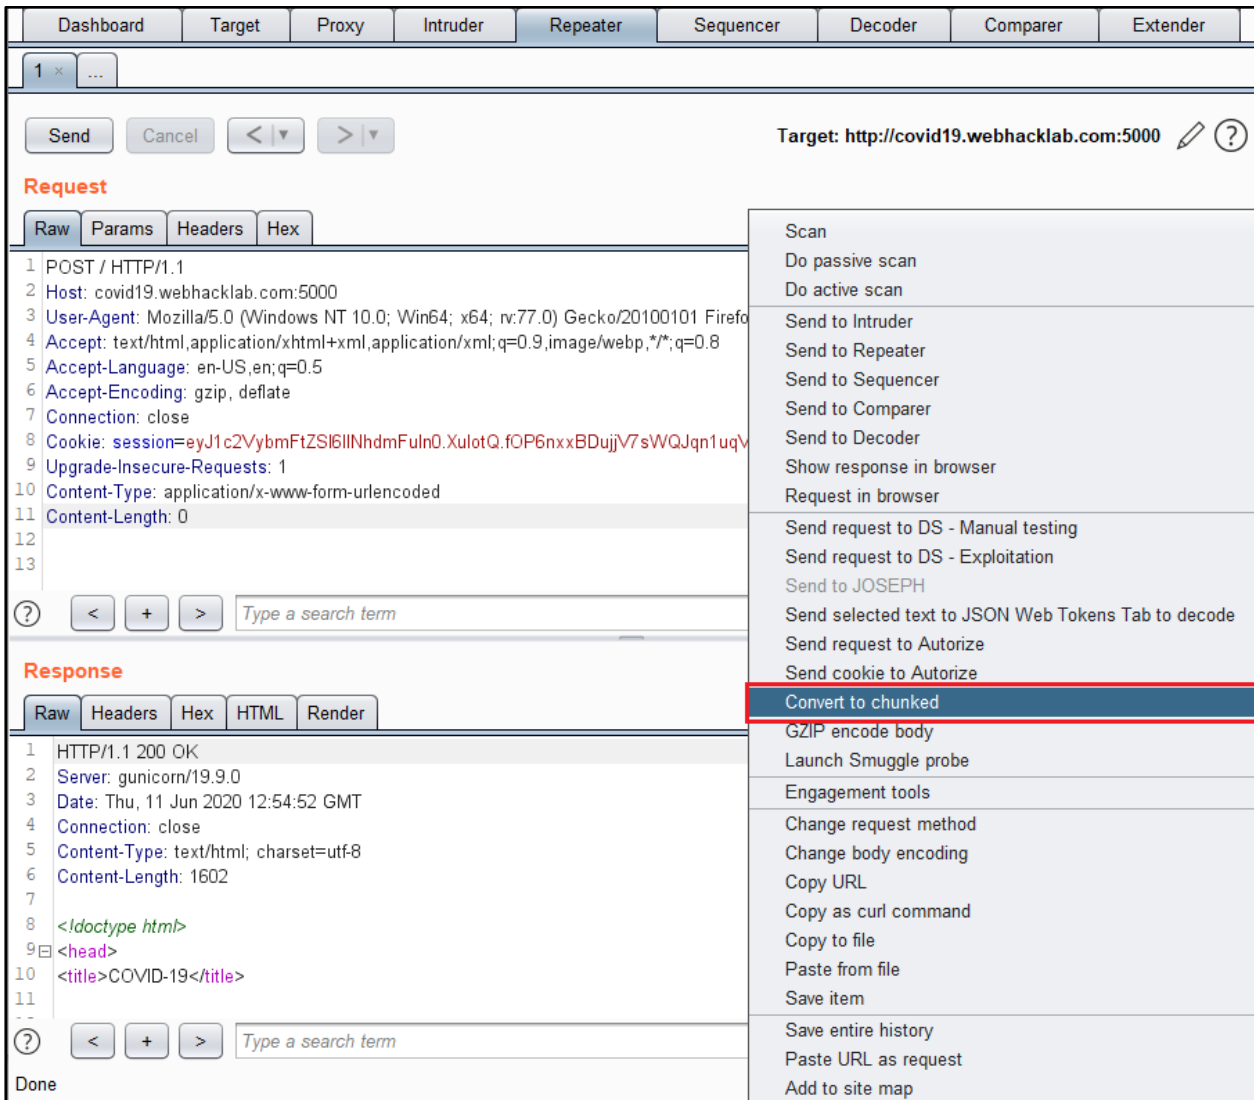 Dashboard Target Proxy Intruder Repeater Sequencer Decoder Comparer Extender
1 × ...
Send Cancel < | ▼ > | ▼ Target: http://covid19.webhacklab.com:5000 ?
Request
Raw Params Headers Hex
1 POST / HTTP/1.1
2 Host: covid19.webhacklab.com:5000
3 User-Agent: Mozilla/5.0 (Windows NT 10.0; Win64; x64; rv:77.0) Gecko/20100101 Firefo
4 Accept: text/html,application/xhtml+xml,application/xml;q=0.9,image/webp,*/*;q=0.8
5 Accept-Language: en-US,en;q=0.5
6 Accept-Encoding: gzip, deflate
7 Connection: close
8 Cookie: session=eyJ1c2VybmFtZSI6IlNhdmFuIn0.XuIotQ.fOP6nxxBDujjV7sWQJqn1uqV
9 Upgrade-Insecure-Requests: 1
10 Content-Type: application/x-www-form-urlencoded
11 Content-Length: 0
12
13
? < + > Type a search term
Response
Raw Headers Hex HTML Render
1 HTTP/1.1 200 OK
2 Server: gunicorn/19.9.0
3 Date: Thu, 11 Jun 2020 12:54:52 GMT
4 Connection: close
5 Content-Type: text/html; charset=utf-8
6 Content-Length: 1602
7
8 <!doctype html>
9 <head>
10 <title>COVID-19</title>
11
? < + > Type a search term
Done
Scan
Do passive scan
Do active scan
Send to Intruder
Send to Repeater
Send to Sequencer
Send to Comparer
Send to Decoder
Show response in browser
Request in browser
Send request to DS - Manual testing
Send request to DS - Exploitation
Send to JOSEPH
Send selected text to JSON Web Tokens Tab to decode
Send request to Autorize
Send cookie to Autorize
Convert to chunked
GZIP encode body
Launch Smuggle probe
Engagement tools
Change request method
Change body encoding
Copy URL
Copy as curl command
Copy to file
Paste from file
Save item
Save entire history
Paste URL as request
Add to site map